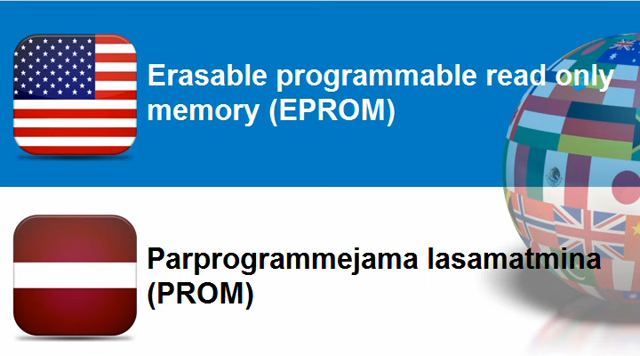 Erasable programmable read only
memory (EPROM)
Parprogrammejama lasamatmina
(PROM)